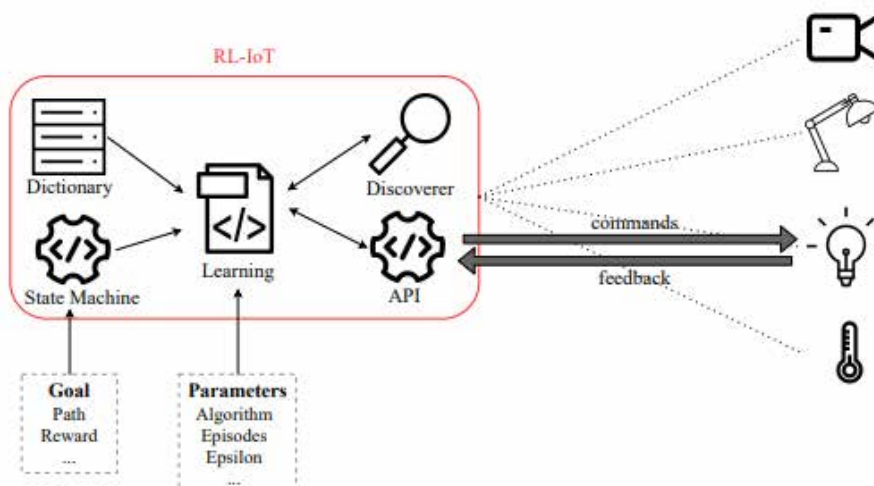 RL-IoT
Dictionary
Discoverer
Learning
State Machine
API
commands
feedback
Goal
Path
Reward
...
Parameters
Algorithm
Episodes
Epsilon
...